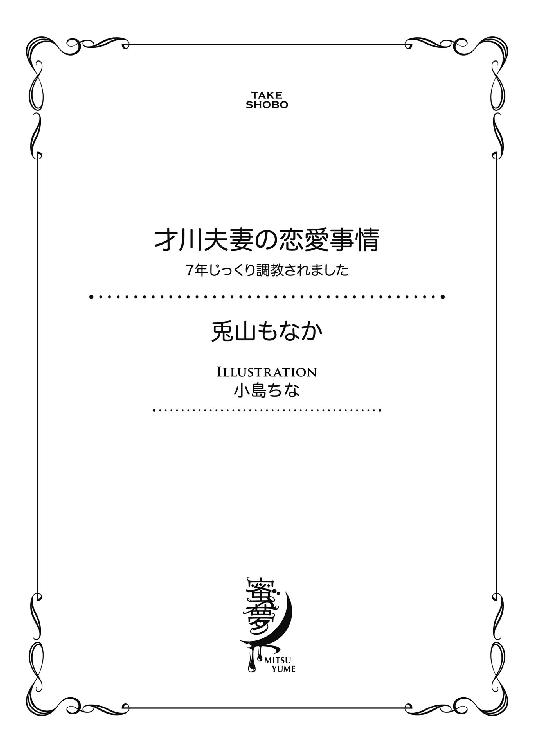 TAKE
SHOBO
才川夫妻の恋愛事情
7年じっくり調教されました
兎山もなか
ILLUSTRATION
小島ちな
蜜夢
MITSU
YUME